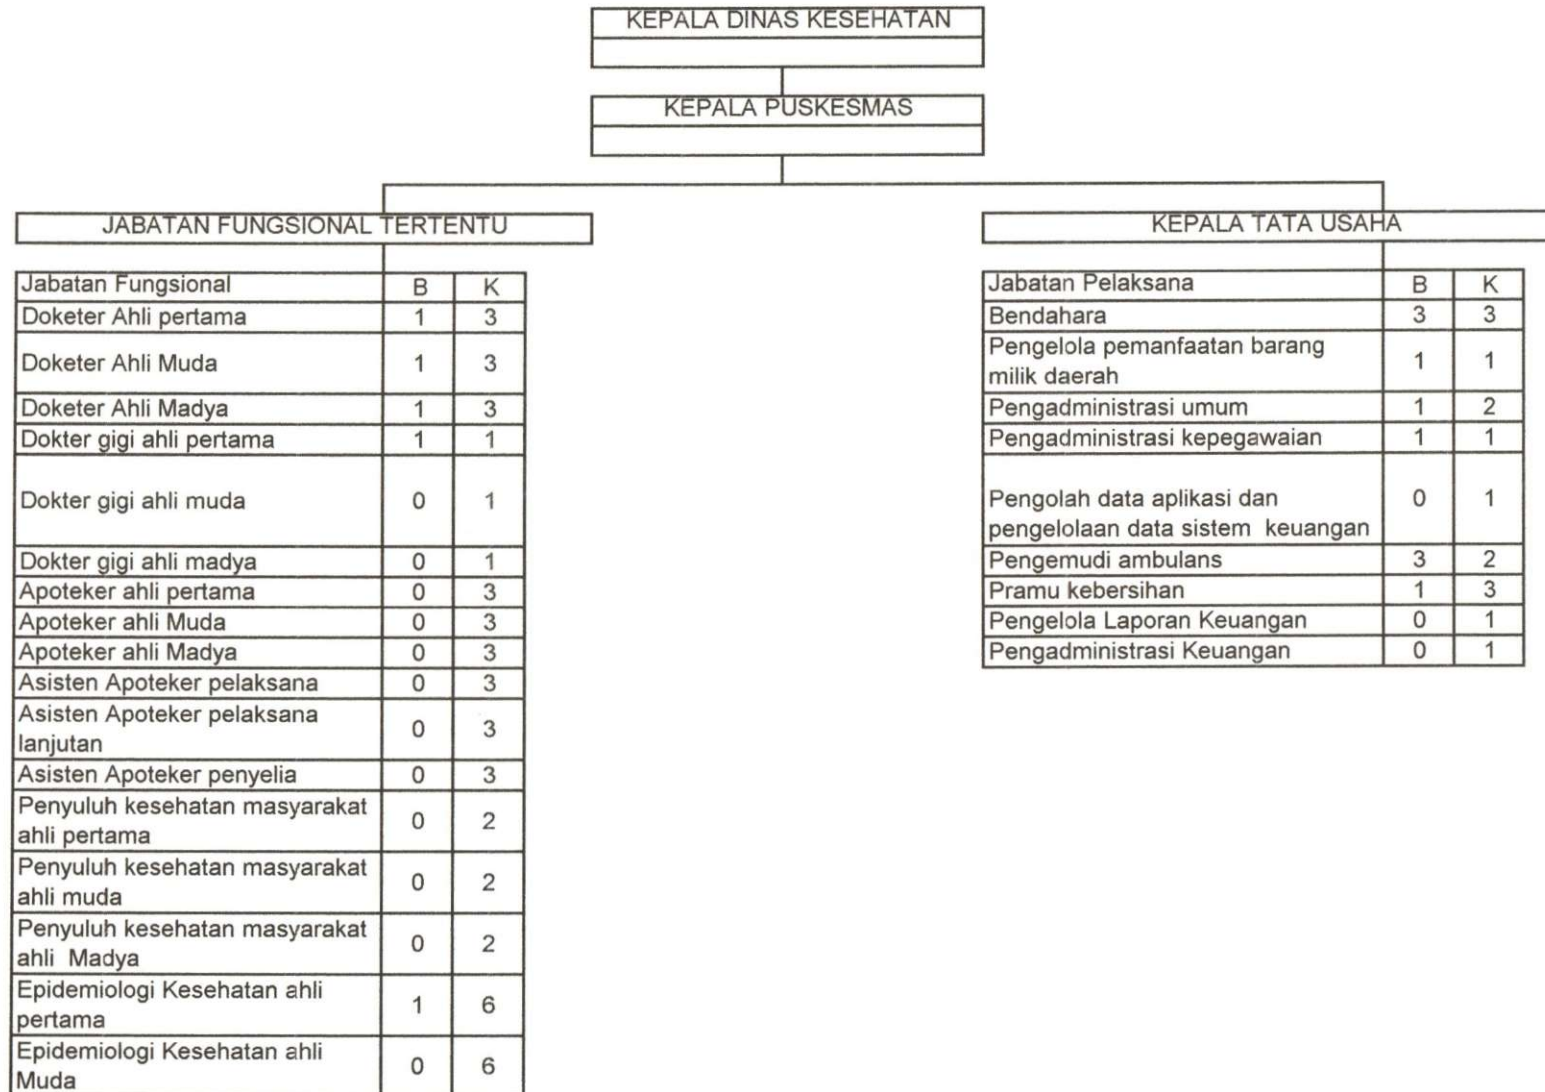 KEPALA DINAS KESEHATAN
KEPALA PUSKESMAS
JABATAN FUNGSIONAL TERTENTU
Jabatan Fungsional B K
Doketer Ahli pertama 1 3
Doketer Ahli Muda 1 3
Doketer Ahli Madya 1 3
Dokter gigi ahli pertama 1 1
Dokter gigi ahli muda 0 1
Dokter gigi ahli madya 0 1
Apoteker ahli pertama 0 3
Apoteker ahli Muda 0 3
Apoteker ahli Madya 0 3
Asisten Apoteker pelaksana 0 3
Asisten Apoteker pelaksana
lanjutan 0 3
Asisten Apoteker penyelia 0 3
Penyuluh kesehatan masyarakat
ahli pertama 0 2
Penyuluh kesehatan masyarakat
ahli muda 0 2
Penyuluh kesehatan masyarakat
ahli Madya 0 2
Epidemiologi Kesehatan ahli
pertama 1 6
Epidemiologi Kesehatan ahli
Muda 0 6
KEPALA TATA USAHA
Jabatan Pelaksana B K
Bendahara 3 3
Pengelola pemanfaatan barang
milik daerah 1 1
Pengadministrasi umum 1 2
Pengadministrasi kepegawaian 1 1
Pengolah data aplikasi dan
pengelolaan data sistem keuangan 0 1
Pengemudi ambulans 3 2
Pramu kebersihan 1 3
Pengelola Laporan Keuangan 0 1
Pengadministrasi Keuangan 0 1